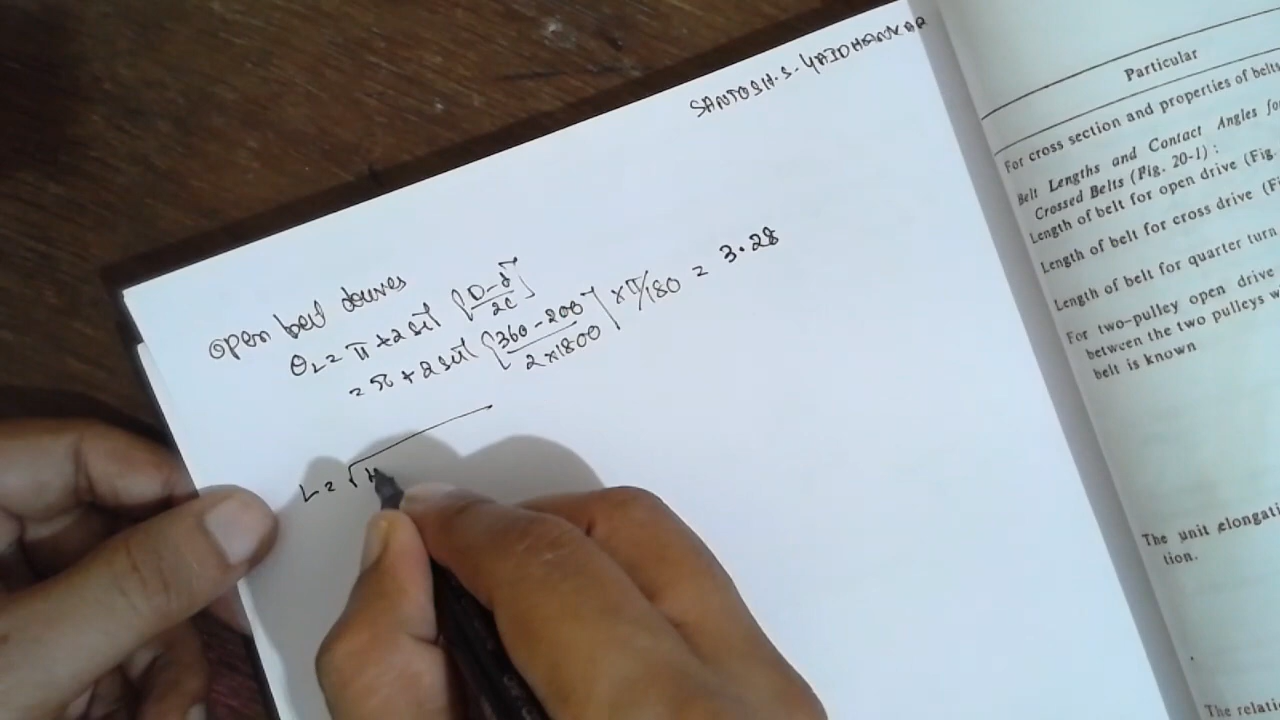 SANTOSH.S.YAJDHANKAR
open belt drives
θL = π + 2 sin⁻¹ [D-d/2C]
= π + 2 sin⁻¹ [360-200/2×1800] × π/180 = 3.28
L = √4
Particular
For cross section and properties of belts
Belt Lengths and Contact Angles fo
Crossed Belts (Fig. 20-1) :
Length of belt for open drive (Fig.
Length of belt for cross drive (Fi
Length of belt for quarter turn
For two-pulley open drive
between the two pulleys w
belt is known
The unit elongati
tion.
The relati